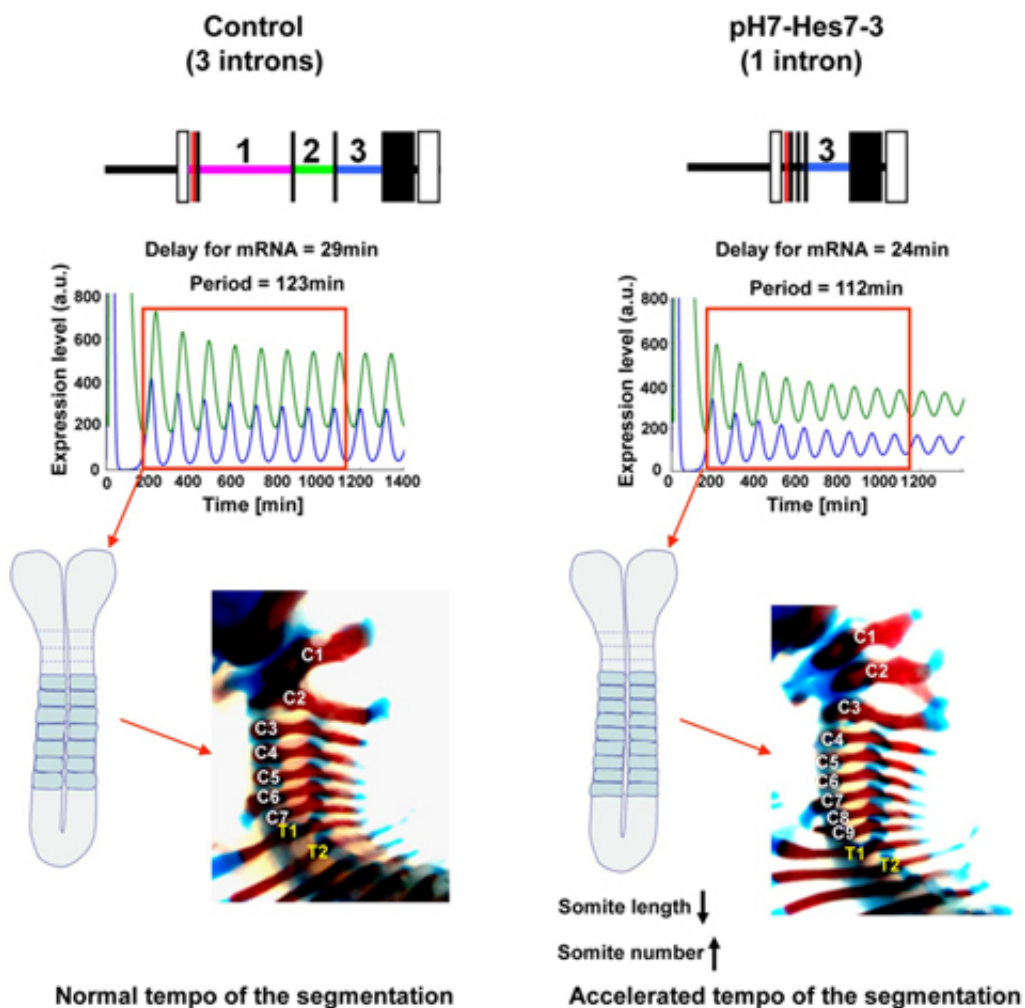 Control
(3 introns)
1 2 3
Delay for mRNA = 29min
Period = 123min
Expression level (a.u.)
800
600
400
200
0
0 200 400 600 800 1000 1200 1400
Time [min]
C1
C2
C3
C4
C5
C6
C7
T1
T2
Normal tempo of the segmentation
pH7-Hes7-3
(1 intron)
3
Delay for mRNA = 24min
Period = 112min
Expression level (a.u.)
800
600
400
200
0
0 200 400 600 800 1000 1200
Time [min]
C1
C2
C3
C4
C5
C6
C7
C8
C9
T1
T2
Somite length
Somite number
Accelerated tempo of the segmentation